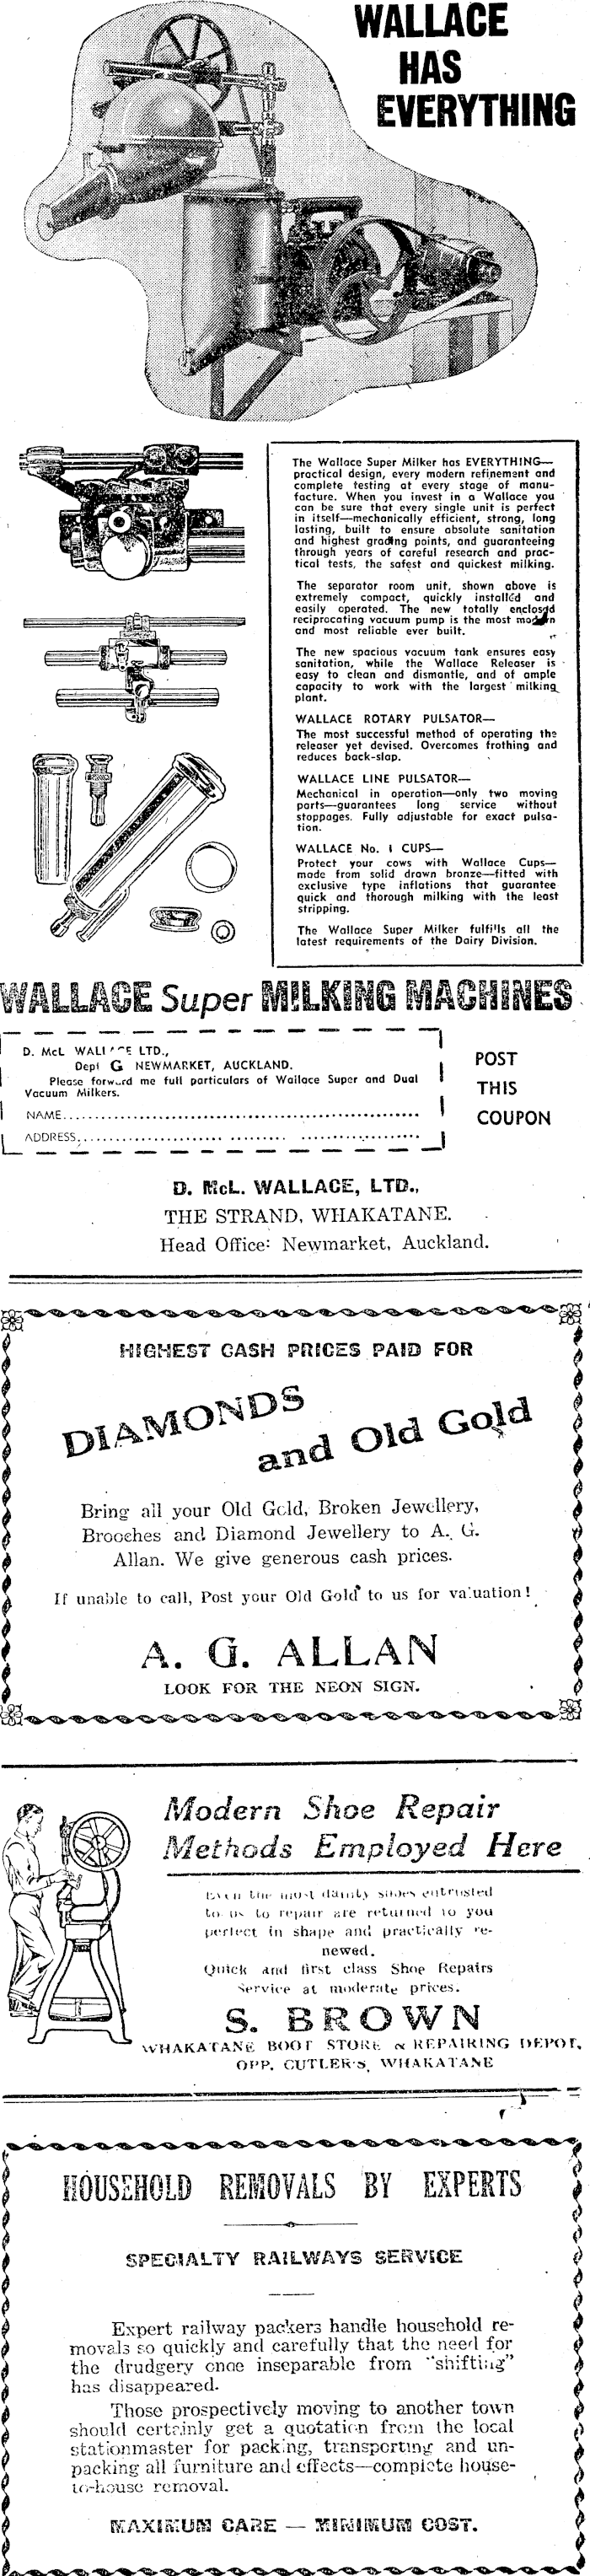 WALLACE
HAS
EVERYTHING
The Wallace Super Milker has EVERYTHING—
practical design, every modern refinement and
complete testing at every stage of manu-
facture. When you invest in a Wallace you
can be sure that every single unit is perfect
in itself—mechanically efficient, strong, long
lasting, built to ensure absolute sanitation
and highest grading points, and guaranteeing
through years of careful research and prac-
tical tests, the safest and quickest milking.
The separator room unit, shown above is
extremely compact, quickly installed and
easily operated. The new totally enclosed
reciprocating vacuum pump is the most modern
and most reliable ever built.
The new spacious vacuum tank ensures easy
sanitation, while the Wallace Releaser is
easy to clean and dismantle, and of ample
capacity to work with the largest milking
plant.
WALLACE ROTARY PULSATOR—
The most successful method of operating the
releaser yet devised. Overcomes frothing and
reduces back-slap.
WALLACE LINE PULSATOR—
Mechanical in operation—only two moving
parts—guarantees long service without
stoppages. Fully adjustable for exact pulsa-
tion.
WALLACE No. 1 CUPS—
Protect your cows with Wallace Cups—
made from solid drawn bronze—fitted with
exclusive type inflations that guarantee
quick and thorough milking with the least
stripping.
The Wallace Super Milker fulfils all the
latest requirements of the Dairy Division.
WALLACE Super MILKING MACHINES
D. McL WALLACE LTD.,
Dept G NEWMARKET, AUCKLAND.
Please forward me full particulars of Wallace Super and Dual
Vacuum Milkers.
NAME
ADDRESS
POST
THIS
COUPON
D. McL. WALLACE, LTD.,
THE STRAND, WHAKATANE.
Head Office: Newmarket, Auckland.
HIGHEST CASH PRICES PAID FOR
DIAMONDS
and Old Gold
Bring all your Old Gold, Broken Jewellery,
Brooches and Diamond Jewellery to A. G.
Allan. We give generous cash prices.
If unable to call, Post your Old Gold to us for valuation!
A. G. ALLAN
LOOK FOR THE NEON SIGN.
Modern Shoe Repair
Methods Employed Here
Even the most dainty shoes entrusted
to us to repair are returned to you
perfect in shape and practically re-
newed.
Quick and first class Shoe Repairs
Service at moderate prices.
S. BROWN
WHAKATANE BOOT STORE & REPAIRING DEPOT,
OPP. CUTLER'S, WHAKATANE
HOUSEHOLD REMOVALS BY EXPERTS
SPECIALTY RAILWAYS SERVICE
Expert railway packers handle household re-
movals so quickly and carefully that the need for
the drudgery once inseparable from "shifting"
has disappeared.
Those prospectively moving to another town
should certainly get a quotation from the local
stationmaster for packing, transporting and un-
packing all furniture and effects—complete house-
to-house removal.
MAXIMUM CARE — MINIMUM COST.